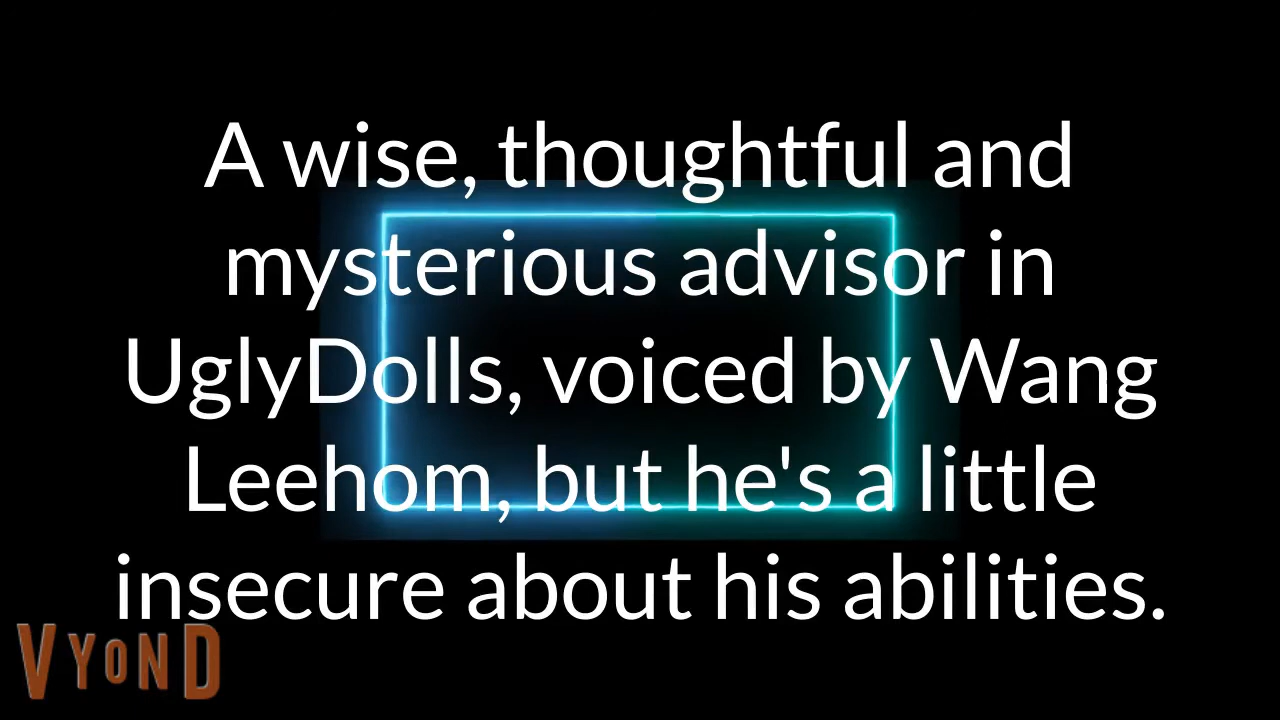 A wise, thoughtful and
mysterious advisor in
UglyDolls, voiced by Wang
Leehom, but he's a little
insecure about his abilities.
VYOND